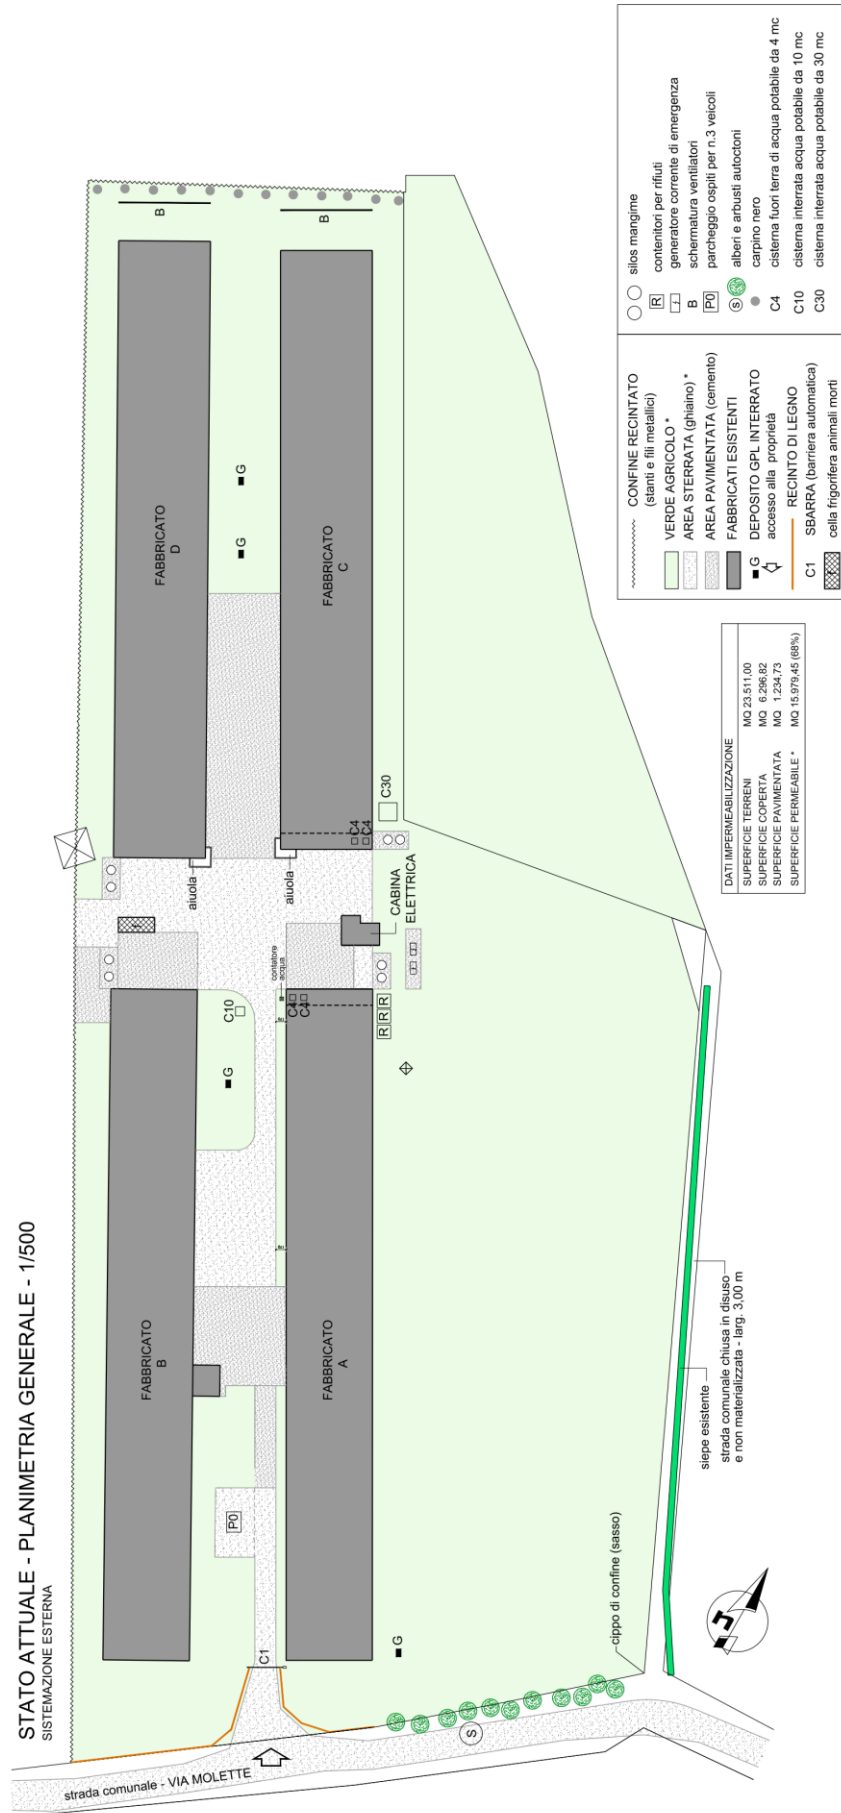 STATO ATTUALE - PLANIMETRIA GENERALE - 1/500
SISTEMAZIONE ESTERNA
strada comunale - VIA MOLETTE
C1
P0
FABBRICATO
B
FABBRICATO
A
G
G
C10
contatore
acqua
C4
C4
R
R
R
CABINA
ELETTRICA
aiuola
aiuola
C4
C4
C30
FABBRICATO
D
FABBRICATO
C
G
G
B
B
S
cippo di confine (sasso)
siepe esistente
strada comunale chiusa in disuso
e non materializzata - larg. 3,00 m
DATI IMPERMEABILIZZAZIONE
SUPERFICIE TERRENI MQ 23.511,00
SUPERFICIE COPERTA MQ 6.296,82
SUPERFICIE PAVIMENTATA MQ 1.234,73
SUPERFICIE PERMEABILE * MQ 15.979,45 (68%)
CONFINE RECINTATO
(stanti e fili metallici)
VERDE AGRICOLO *
AREA STERRATA (ghiaino) *
AREA PAVIMENTATA (cemento)
FABBRICATI ESISTENTI
G DEPOSITO GPL INTERRATO
accesso alla proprietà
RECINTO DI LEGNO
C1 SBARRA (barriera automatica)
cella frigorifera animali morti
silos mangime
R contenitori per rifiuti
generatore corrente di emergenza
B schermatura ventilatori
P0 parcheggio ospiti per n.3 veicoli
S alberi e arbusti autoctoni
carpino nero
C4 cisterna fuori terra di acqua potabile da 4 mc
C10 cisterna interrata acqua potabile da 10 mc
C30 cisterna interrata acqua potabile da 30 mc